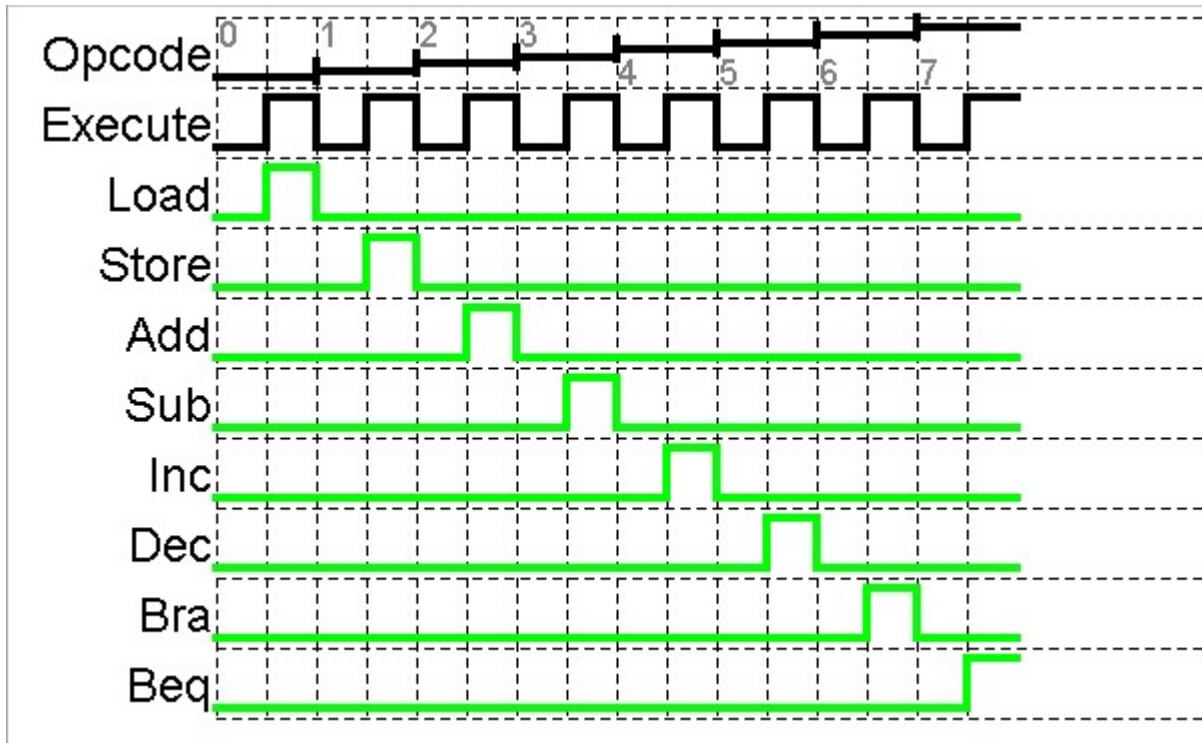 Opcode 0 1 2 3 4 5 6 7
Execute
Load
Store
Add
Sub
Inc
Dec
Bra
Beq